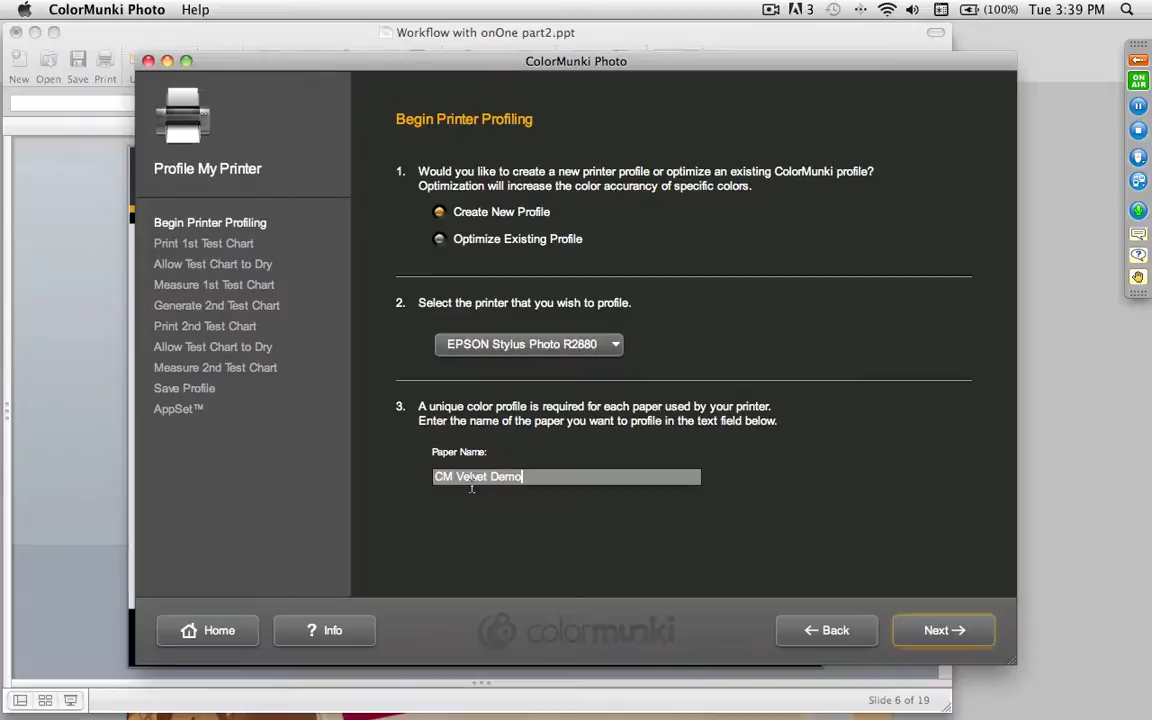 ColorMunki Photo Help
3
(100%) Tue 3:39 PM
Workflow with onOne part2.ppt
New Open Save Print
ColorMunki Photo
ON AIR
Profile My Printer
Begin Printer Profiling
Print 1st Test Chart
Allow Test Chart to Dry
Measure 1st Test Chart
Generate 2nd Test Chart
Print 2nd Test Chart
Allow Test Chart to Dry
Measure 2nd Test Chart
Save Profile
AppSet™
Begin Printer Profiling
1. Would you like to create a new printer profile or optimize an existing ColorMunki profile?
Optimization will increase the color accurancy of specific colors.
Create New Profile
Optimize Existing Profile
2. Select the printer that you wish to profile.
EPSON Stylus Photo R2880
3. A unique color profile is required for each paper used by your printer.
Enter the name of the paper you want to profile in the text field below.
Paper Name:
CM Velvet Demo
Home
? Info
colormunki
Back
Next
Slide 6 of 19